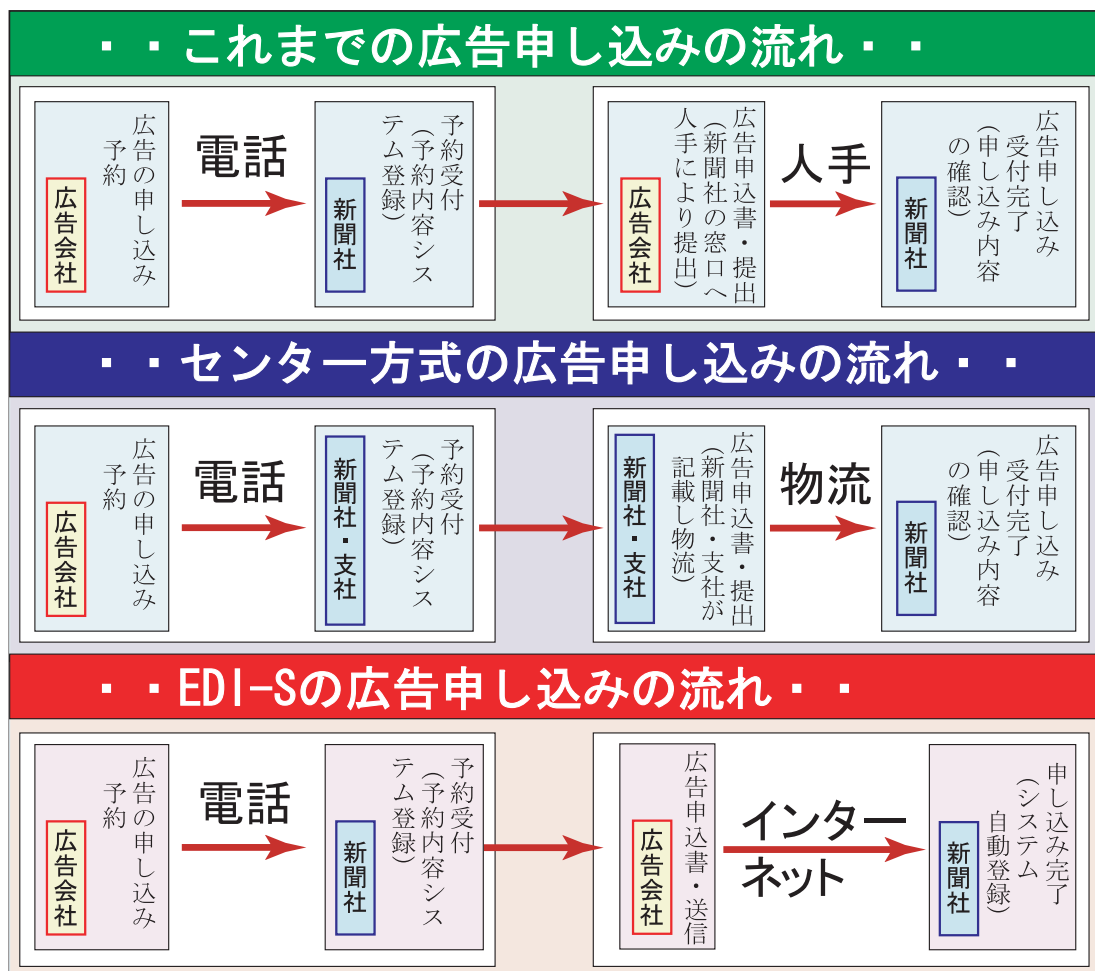 ・・これまでの広告申し込みの流れ・・
広告の申し込み
予約
広告会社
電話
予約受付
(予約内容シス
テム登録)
新聞社
広告申込書・提出
(新聞社の窓口へ
人手により提出)
広告会社
人手
広告申し込み
受付完了
(申し込み内容
の確認)
新聞社
・・センター方式の広告申し込みの流れ・・
広告の申し込み
予約
広告会社
電話
予約受付
(予約内容シス
テム登録)
新聞社・支社
広告申込書・提出
(新聞社・支社が
記載し物流)
新聞社・支社
物流
広告申し込み
受付完了
(申し込み内容
の確認)
新聞社
・・EDI-Sの広告申し込みの流れ・・
広告の申し込み
予約
広告会社
電話
予約受付
(予約内容シス
テム登録)
新聞社
広告申込書・送信
広告会社
インター
ネット
申し込み完了
(システム
自動登録)
新聞社